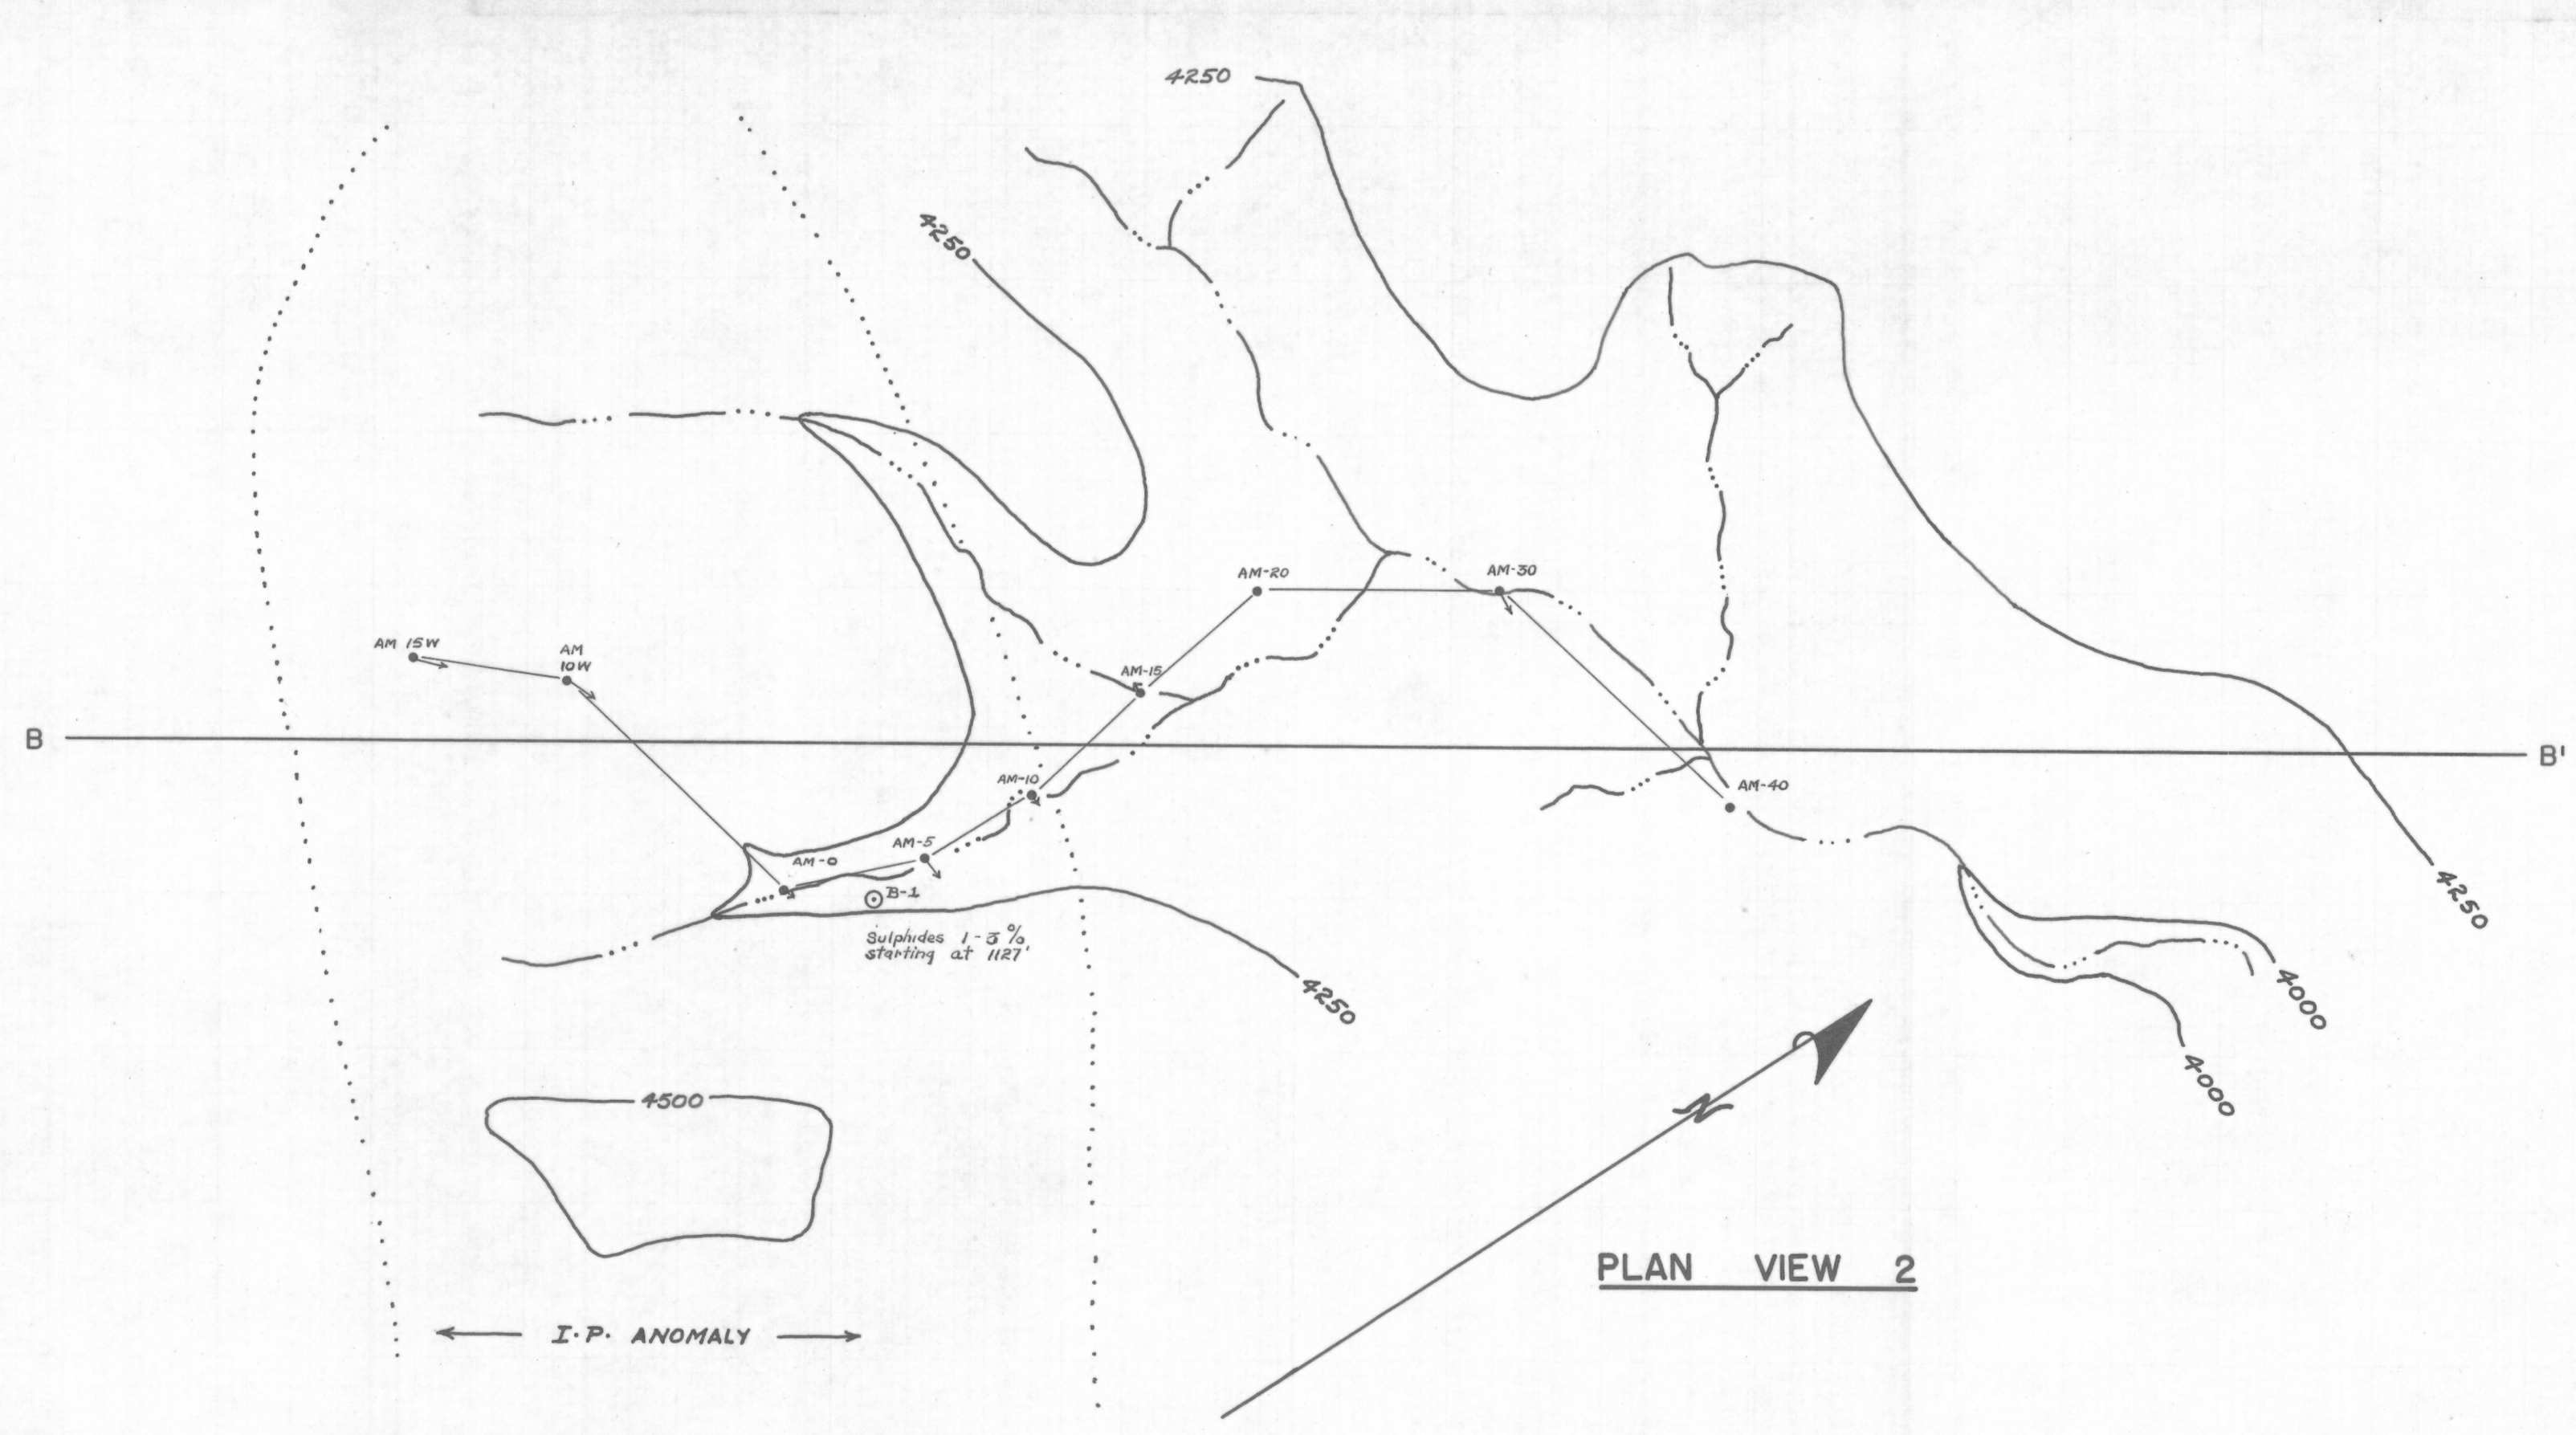 4250
4250
AM-20
AM-30
AM 15W
AM
10W
AM-15
B
B'
AM-10
AM-40
AM-5
AM-0
B-1
4250
Sulphides 1-3%
starting at 1127'
4250
4000
4000
N
4500
PLAN VIEW 2
I.P. ANOMALY